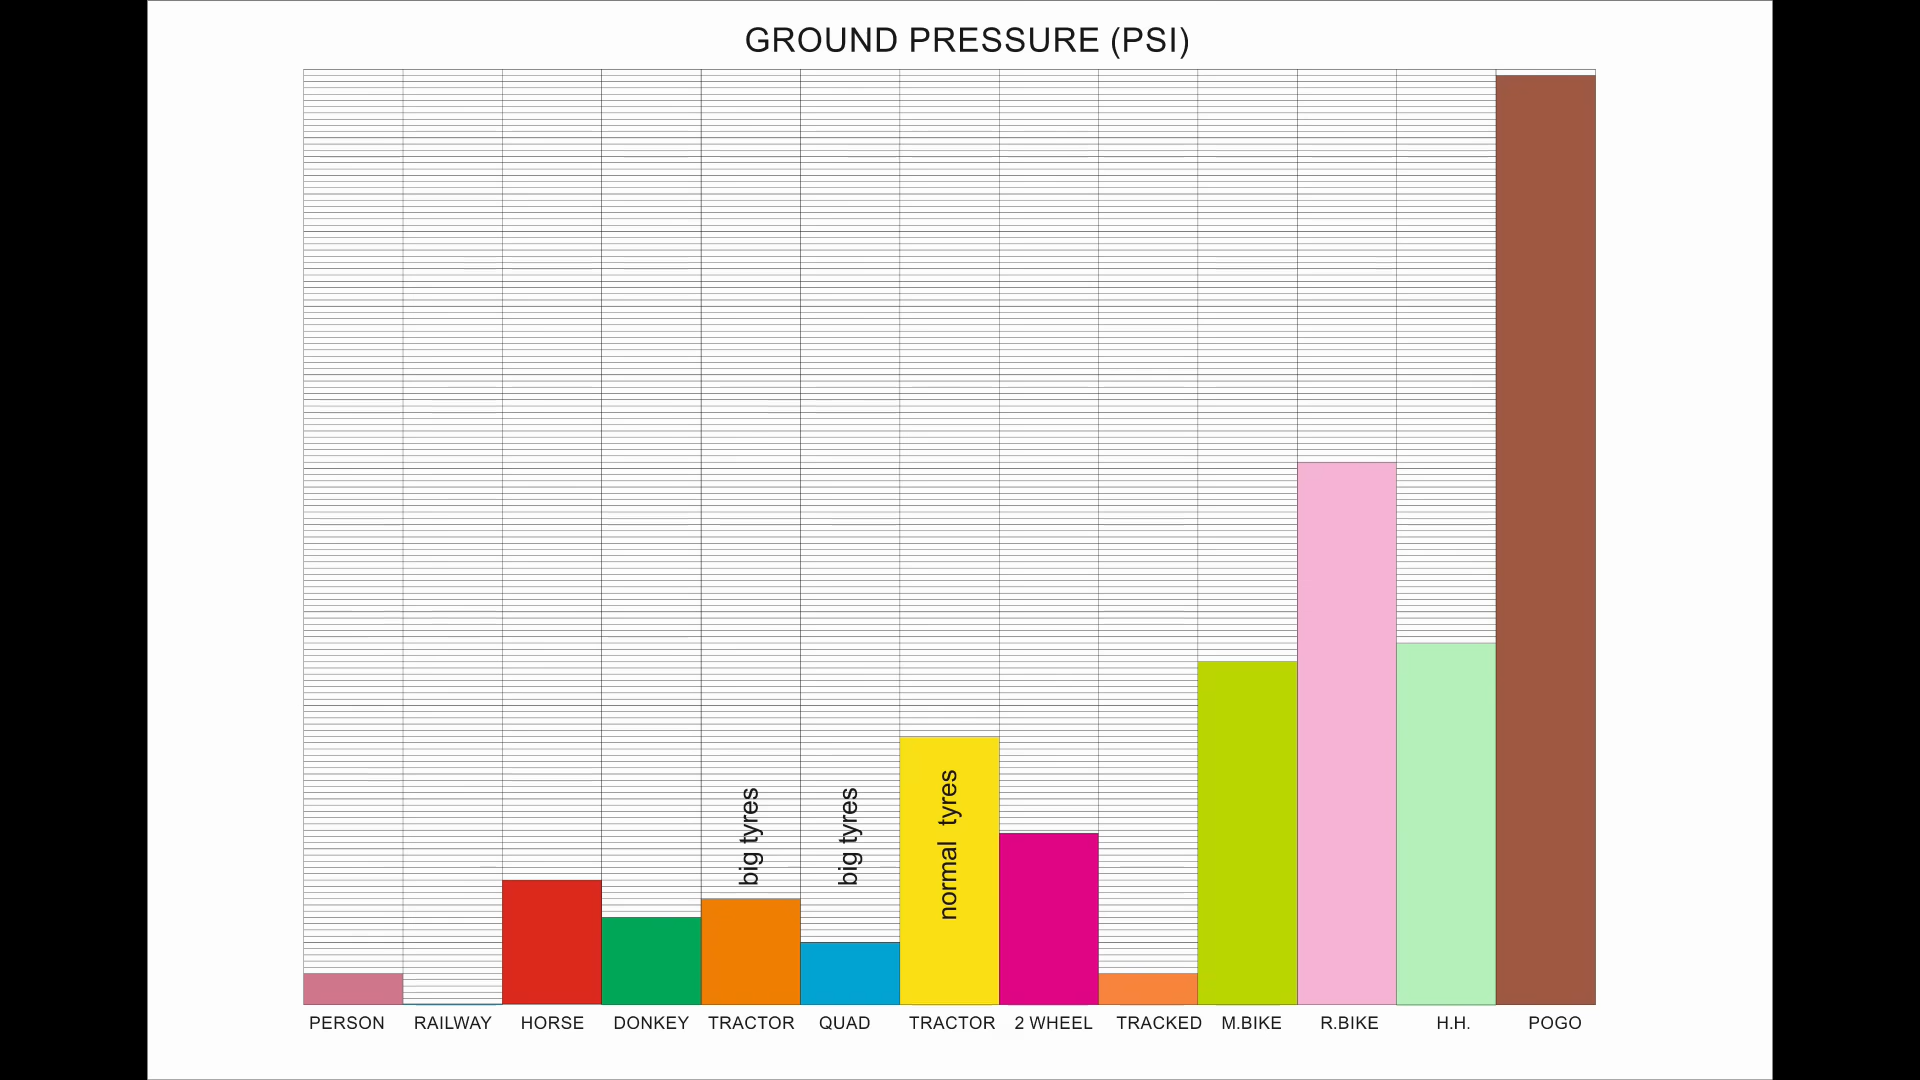 GROUND PRESSURE (PSI)
big tyres
big tyres
normal tyres
PERSON
RAILWAY
HORSE
DONKEY
TRACTOR
QUAD
TRACTOR
2 WHEEL
TRACKED
M.BIKE
R.BIKE
H.H.
POGO